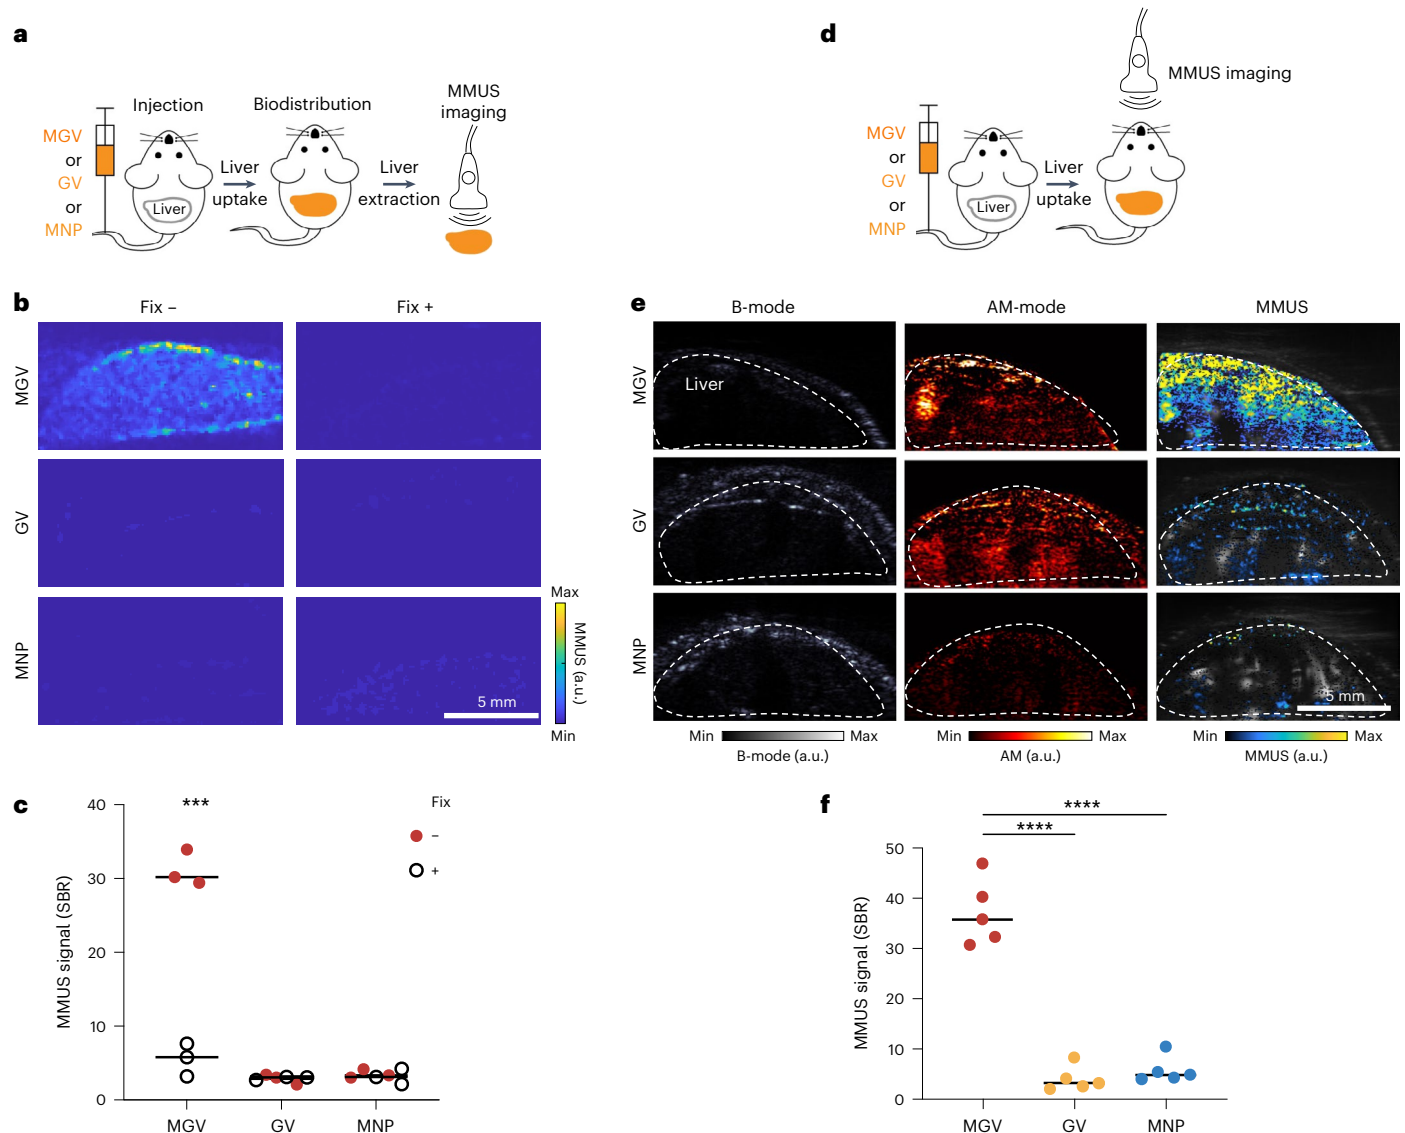 a
Injection
Biodistribution
MMUS
imaging
MGV
or
GV
or
MNP
Liver
Liver
uptake
Liver
extraction
d
MMUS imaging
MGV
or
GV
or
MNP
Liver
Liver
uptake
b
Fix –
Fix +
MGV
GV
MNP
5 mm
Max
MMUS (a.u.)
Min
e
B-mode
AM-mode
MMUS
MGV
Liver
GV
MNP
5 mm
Min
Max
B-mode (a.u.)
Min
Max
AM (a.u.)
Min
Max
MMUS (a.u.)
c
MMUS signal (SBR)
40
30
20
10
0
***
Fix
–
+
MGV
GV
MNP
f
****
****
MMUS signal (SBR)
50
40
30
20
10
0
MGV
GV
MNP